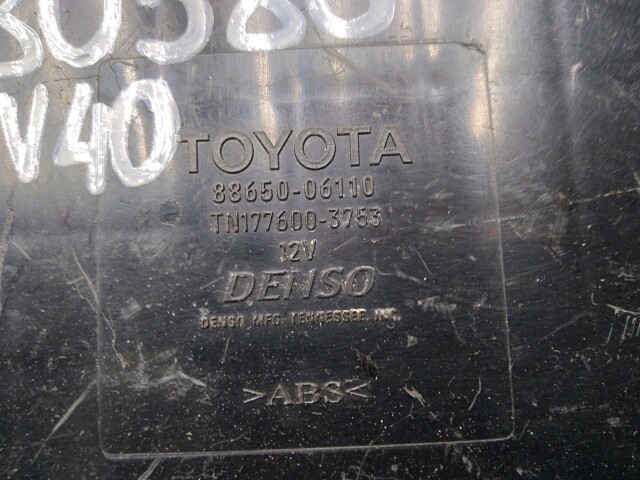 V40
TOYOTA
88650-06110
TN177600-3753
12V
DENSO
DENSO MFG. TENNESSEE INC.
>ABS<